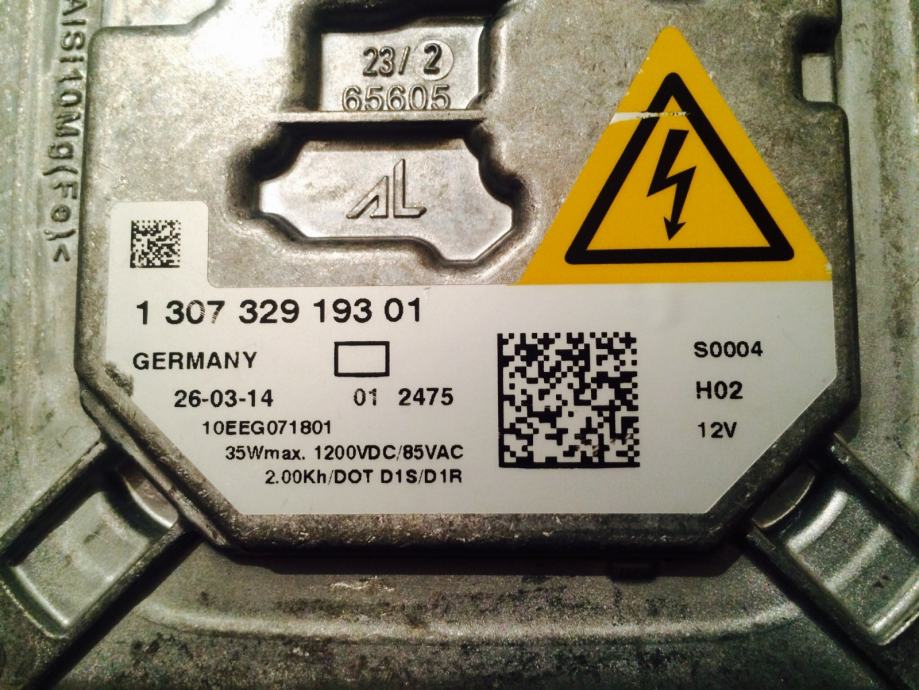 AlSi10Mg(Fe)<
23/2
65605
AL
1 307 329 193 01
GERMANY
26-03-14 01 2475
10EEG071801
35Wmax. 1200VDC/85VAC
2.00Kh/DOT D1S/D1R
S0004
H02
12V